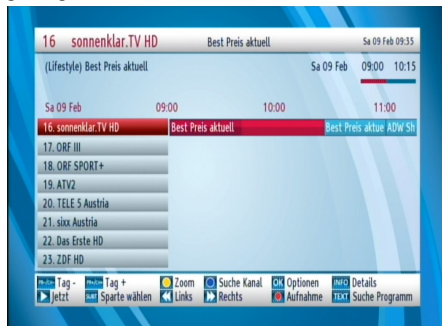 16 sonnenklar.TV HD Best Preis aktuell Sa 09 Feb 09:35
(Lifestyle) Best Preis aktuell Sa 09 Feb 09:00 10:15
Sa 09 Feb 09:00 10:00 11:00
16. sonnenklar.TV HD Best Preis aktuell Best Preis aktue ADW Sh
17. ORF III
18. ORF SPORT+
19. ATV2
20. TELE 5 Austria
21. sixx Austria
22. Das Erste HD
23. ZDF HD
Tag - Tag + Zoom Suche Kanal OK Optionen INFO Details
Jetzt Sparte wählen Links Rechts Aufnahme TEXT Suche Programm